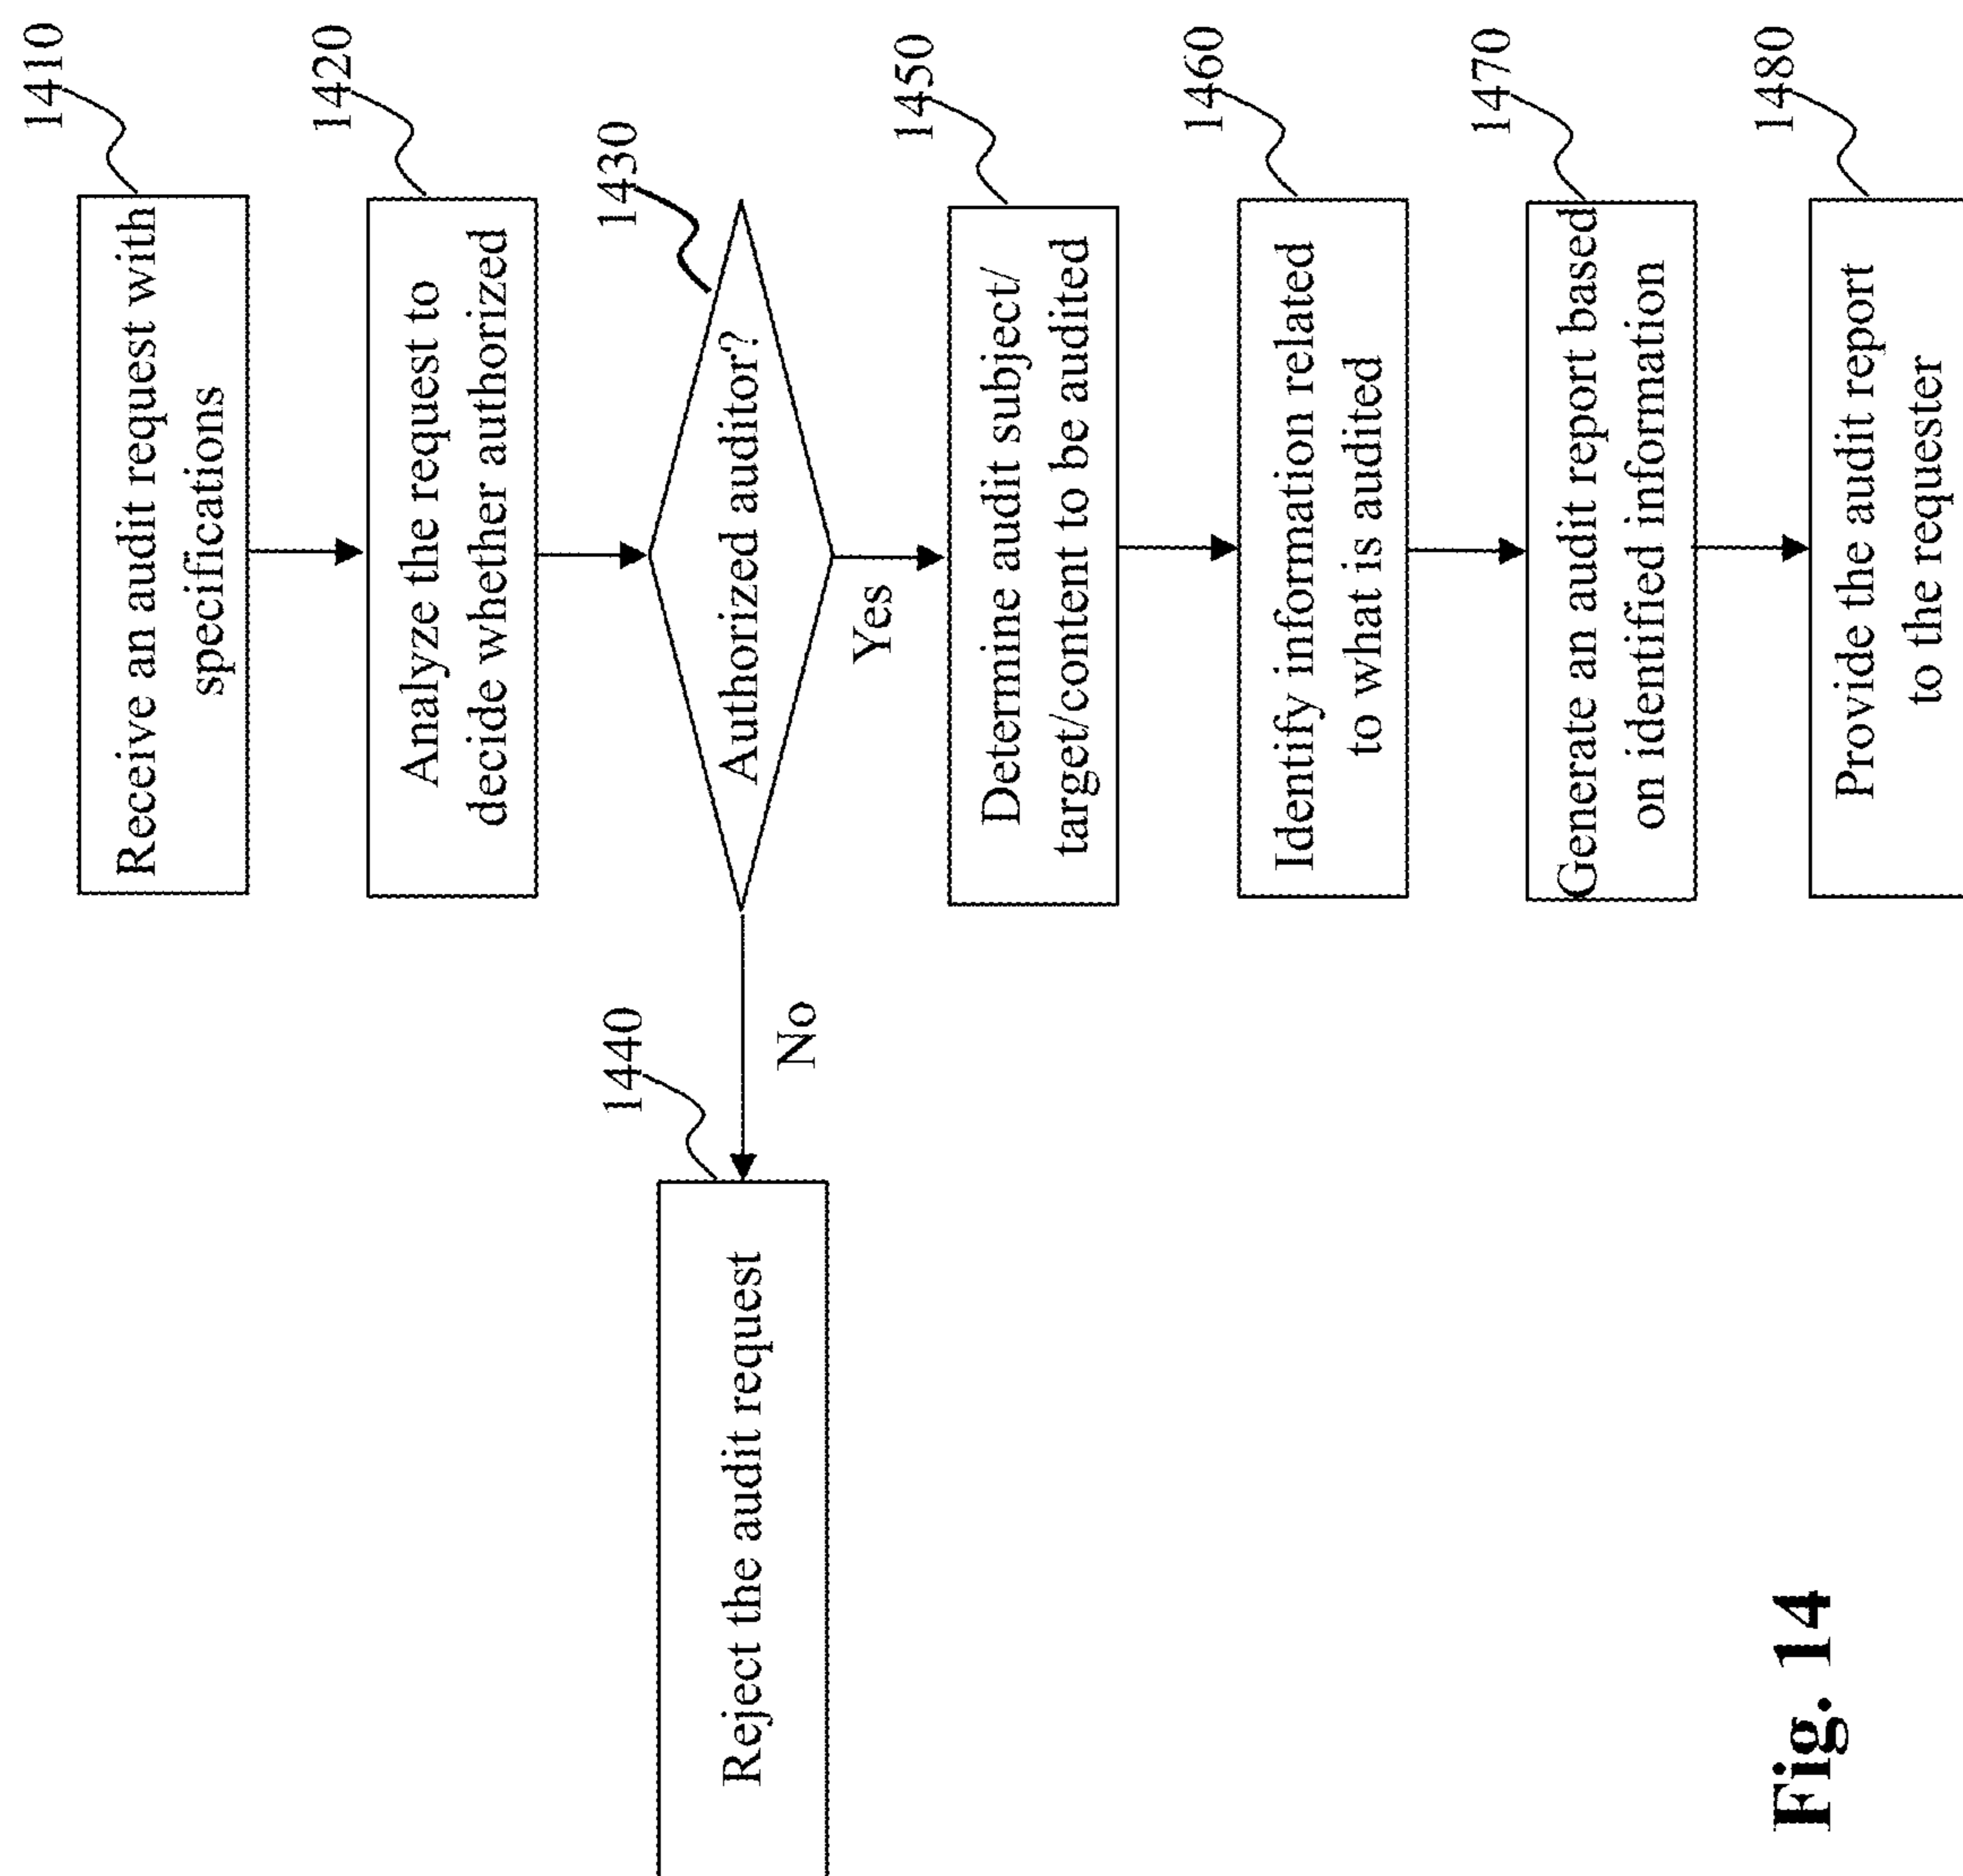 1410
Receive an audit request with
specifications
1420
Analyze the request to
decide whether authorized
1430
Authorized auditor?
No
1440
Reject the audit request
Yes
1450
Determine audit subject/
target/content to be audited
1460
Identify information related
to what is audited
1470
Generate an audit report based
on identified information
1480
Provide the audit report
to the requester
Fig. 14